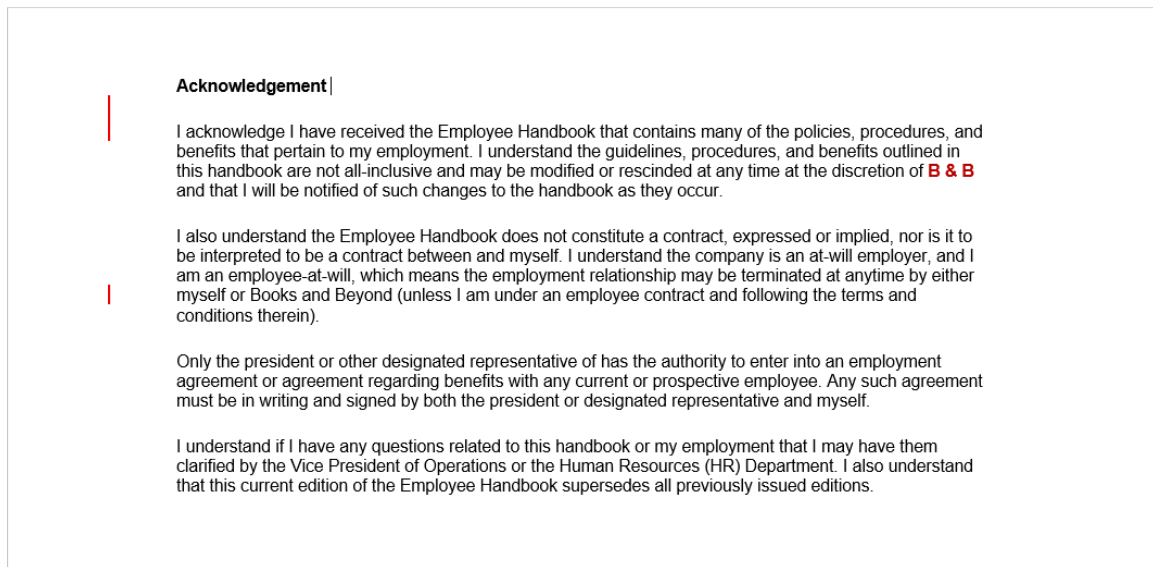 Acknowledgement
I acknowledge I have received the Employee Handbook that contains many of the policies, procedures, and
benefits that pertain to my employment. I understand the guidelines, procedures, and benefits outlined in
this handbook are not all-inclusive and may be modified or rescinded at any time at the discretion of B & B
and that I will be notified of such changes to the handbook as they occur.
I also understand the Employee Handbook does not constitute a contract, expressed or implied, nor is it to
be interpreted to be a contract between and myself. I understand the company is an at-will employer, and I
am an employee-at-will, which means the employment relationship may be terminated at anytime by either
myself or Books and Beyond (unless I am under an employee contract and following the terms and
conditions therein).
Only the president or other designated representative of has the authority to enter into an employment
agreement or agreement regarding benefits with any current or prospective employee. Any such agreement
must be in writing and signed by both the president or designated representative and myself.
I understand if I have any questions related to this handbook or my employment that I may have them
clarified by the Vice President of Operations or the Human Resources (HR) Department. I also understand
that this current edition of the Employee Handbook supersedes all previously issued editions.